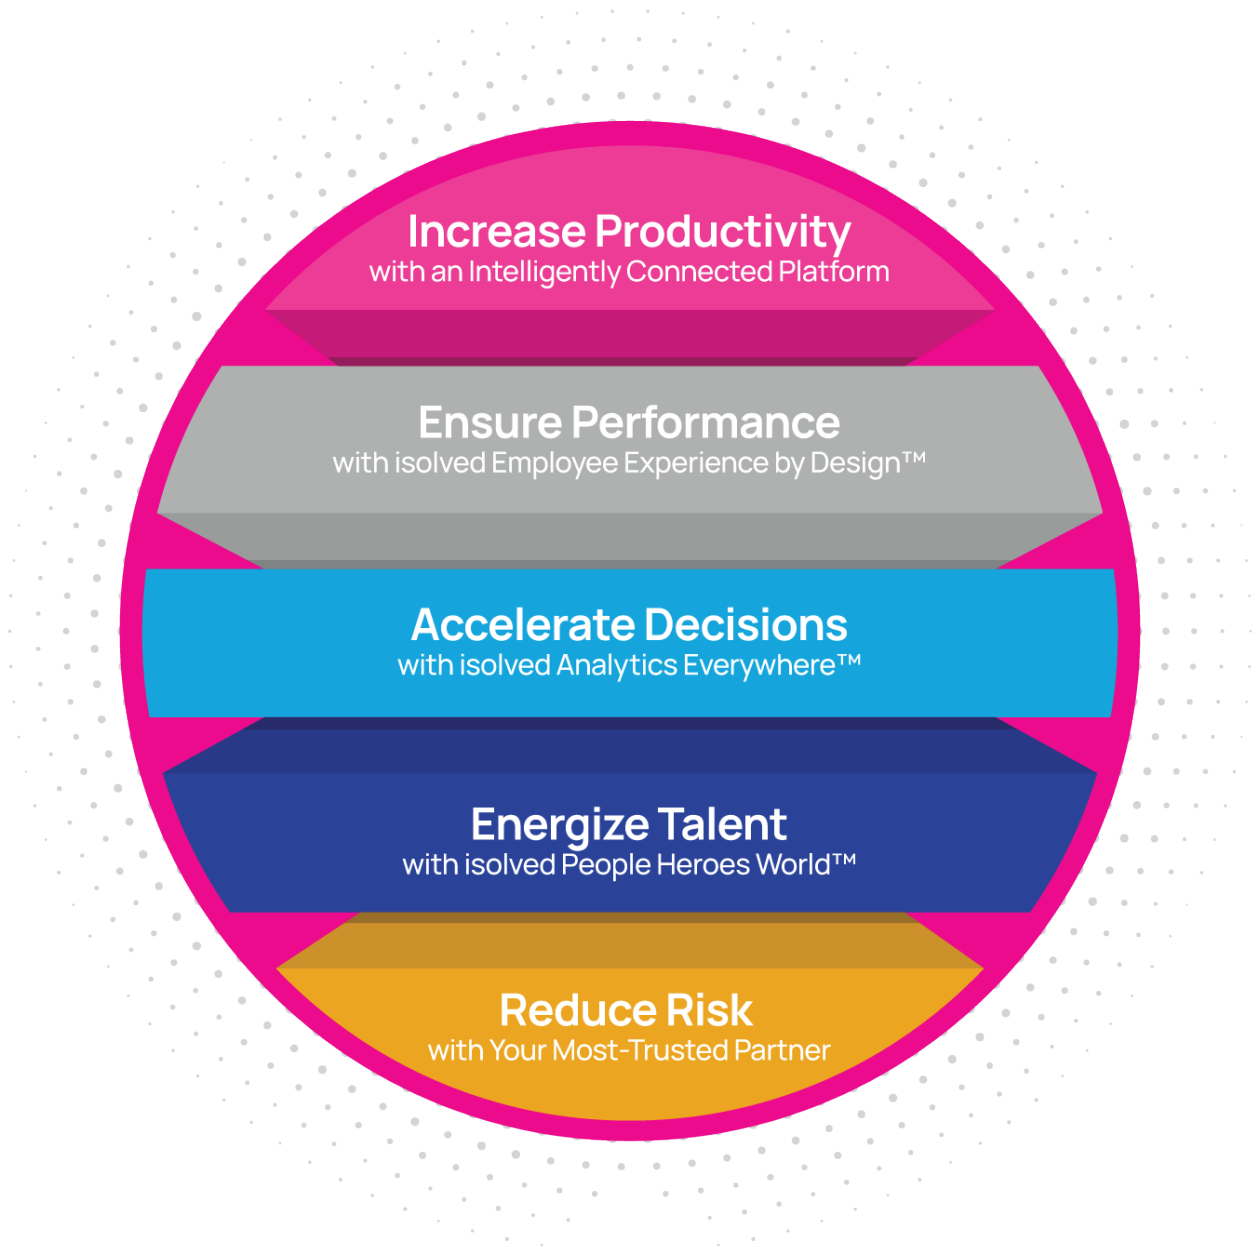 Increase Productivity
with an Intelligently Connected Platform
Ensure Performance
with isolved Employee Experience by Design™
Accelerate Decisions
with isolved Analytics Everywhere™
Energize Talent
with isolved People Heroes World™
Reduce Risk
with Your Most-Trusted Partner